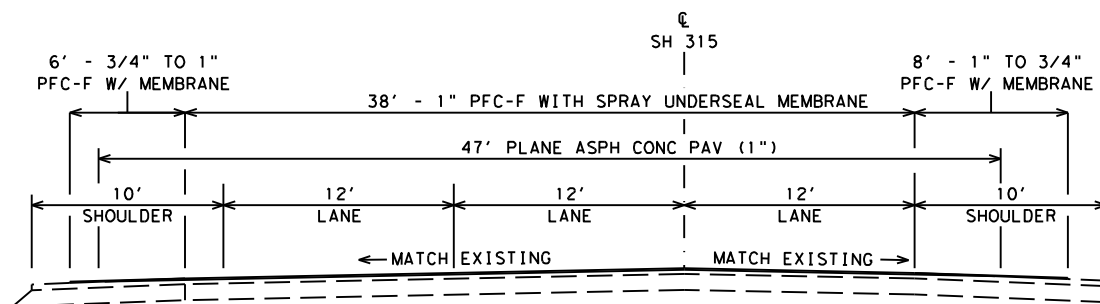 ℄
SH 315
6' - 3/4" TO 1"
PFC-F W/ MEMBRANE
8' - 1" TO 3/4"
PFC-F W/ MEMBRANE
38' - 1" PFC-F WITH SPRAY UNDERSEAL MEMBRANE
47' PLANE ASPH CONC PAV (1")
10'
SHOULDER
12'
LANE
12'
LANE
12'
LANE
10'
SHOULDER
MATCH EXISTING
MATCH EXISTING